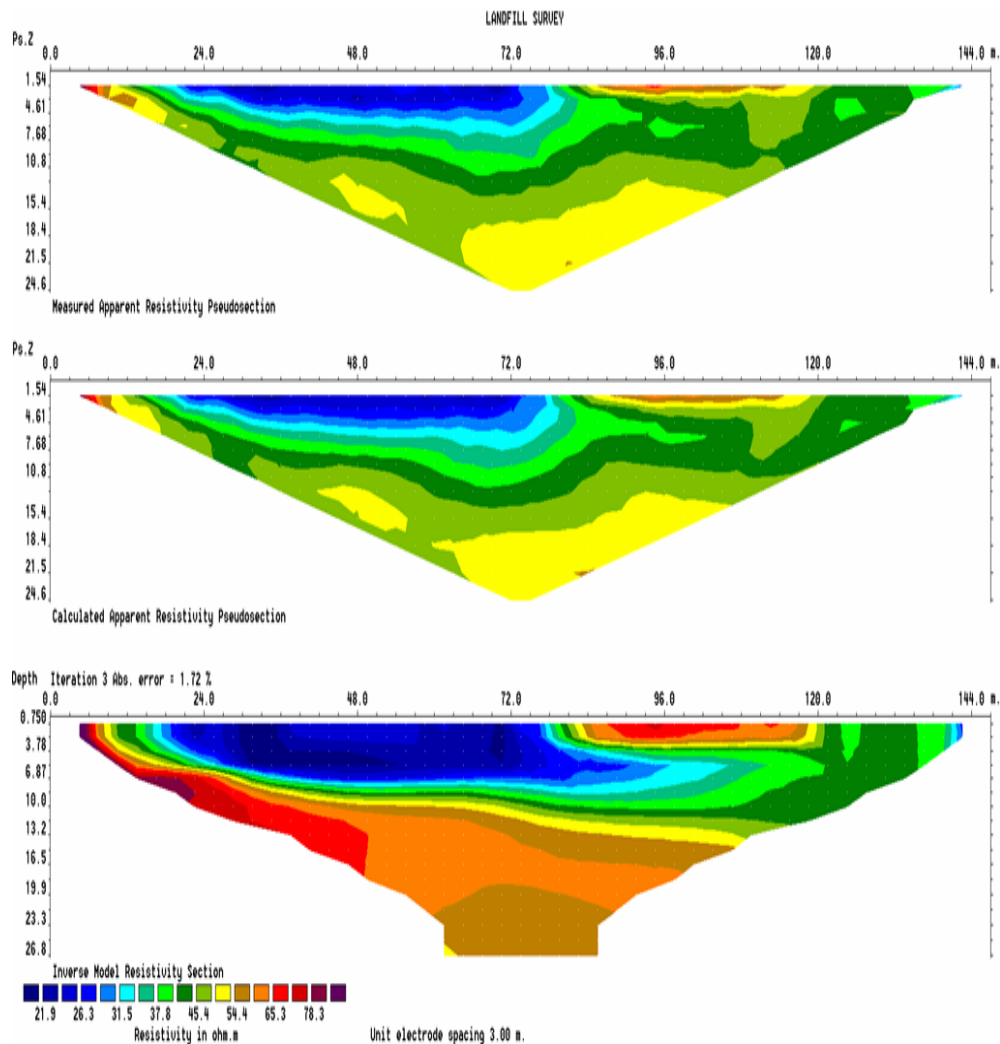 LANDFILL SURVEY
Ps.Z 0.0 24.0 48.0 72.0 96.0 120.0 144.0 m.
1.54
4.61
7.68
10.8
15.4
18.4
21.5
24.6
Measured Apparent Resistivity Pseudosection
Ps.Z 0.0 24.0 48.0 72.0 96.0 120.0 144.0 m.
1.54
4.61
7.68
10.8
15.4
18.4
21.5
24.6
Calculated Apparent Resistivity Pseudosection
Depth Iteration 3 Abs. error = 1.72 %
0.0 24.0 48.0 72.0 96.0 120.0 144.0 m.
0.750
3.78
6.87
10.0
13.2
16.5
19.9
23.3
26.8
Inverse Model Resistivity Section
21.9 26.3 31.5 37.8 45.4 54.4 65.3 78.3
Resistivity in ohm.m Unit electrode spacing 3.00 m.